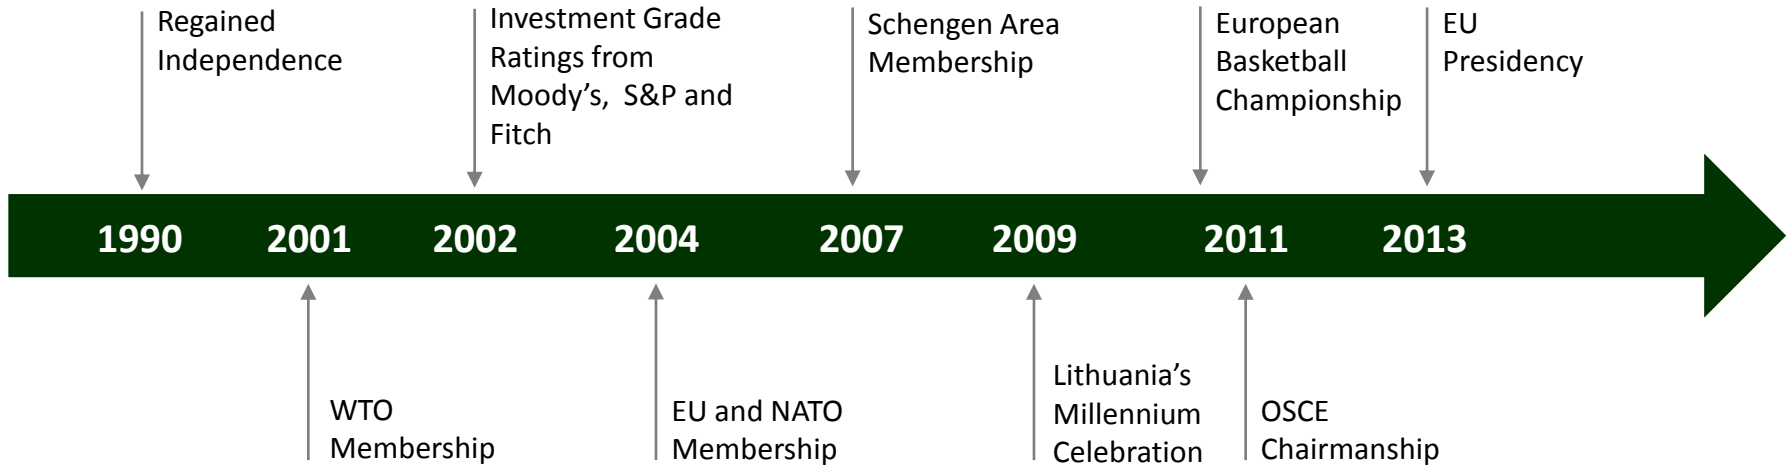 Regained
Independence
Investment Grade
Ratings from
Moody’s,  S&P and
Fitch
Schengen Area
Membership
European
Basketball
Championship
EU
Presidency
1990
2001
2002
2004
2007
2009
2011
2013
WTO
Membership
EU and NATO
Membership
Lithuania’s
Millennium
Celebration
OSCE
Chairmanship